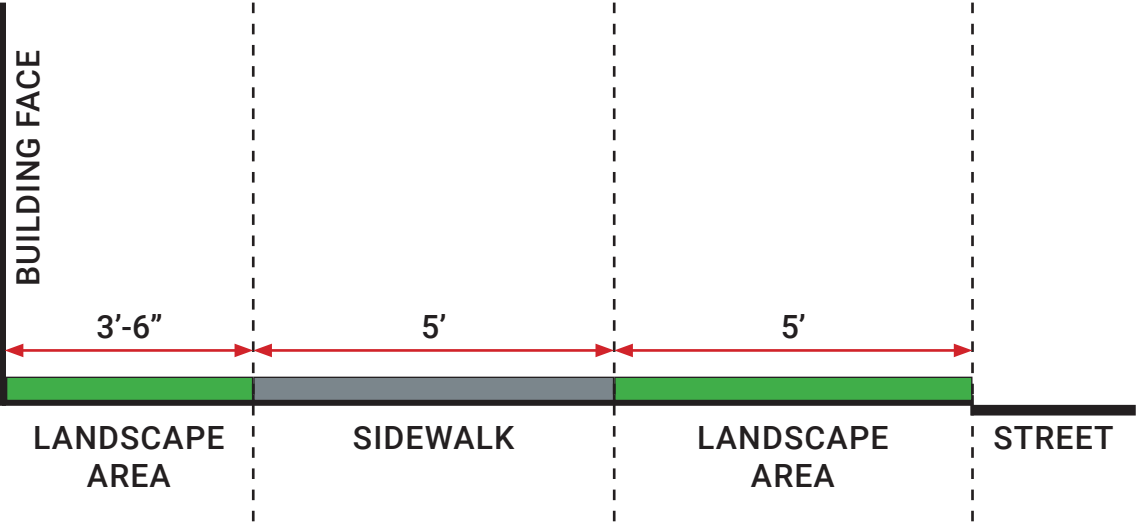 BUILDING FACE
3’-6”
5’
5’
LANDSCAPE
AREA
SIDEWALK
LANDSCAPE
AREA
STREET